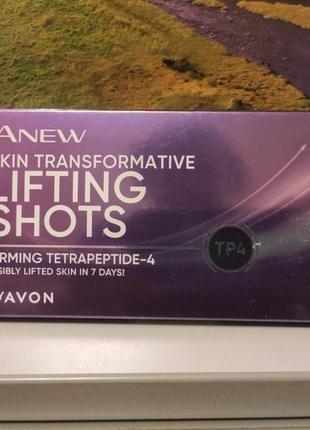 ANEW
KIN TRANSFORMATIVE
LIFTING
SHOTS
RMING TETRAPEPTIDE-4
SIBLY LIFTED SKIN IN 7 DAYS!
TP4
AVON